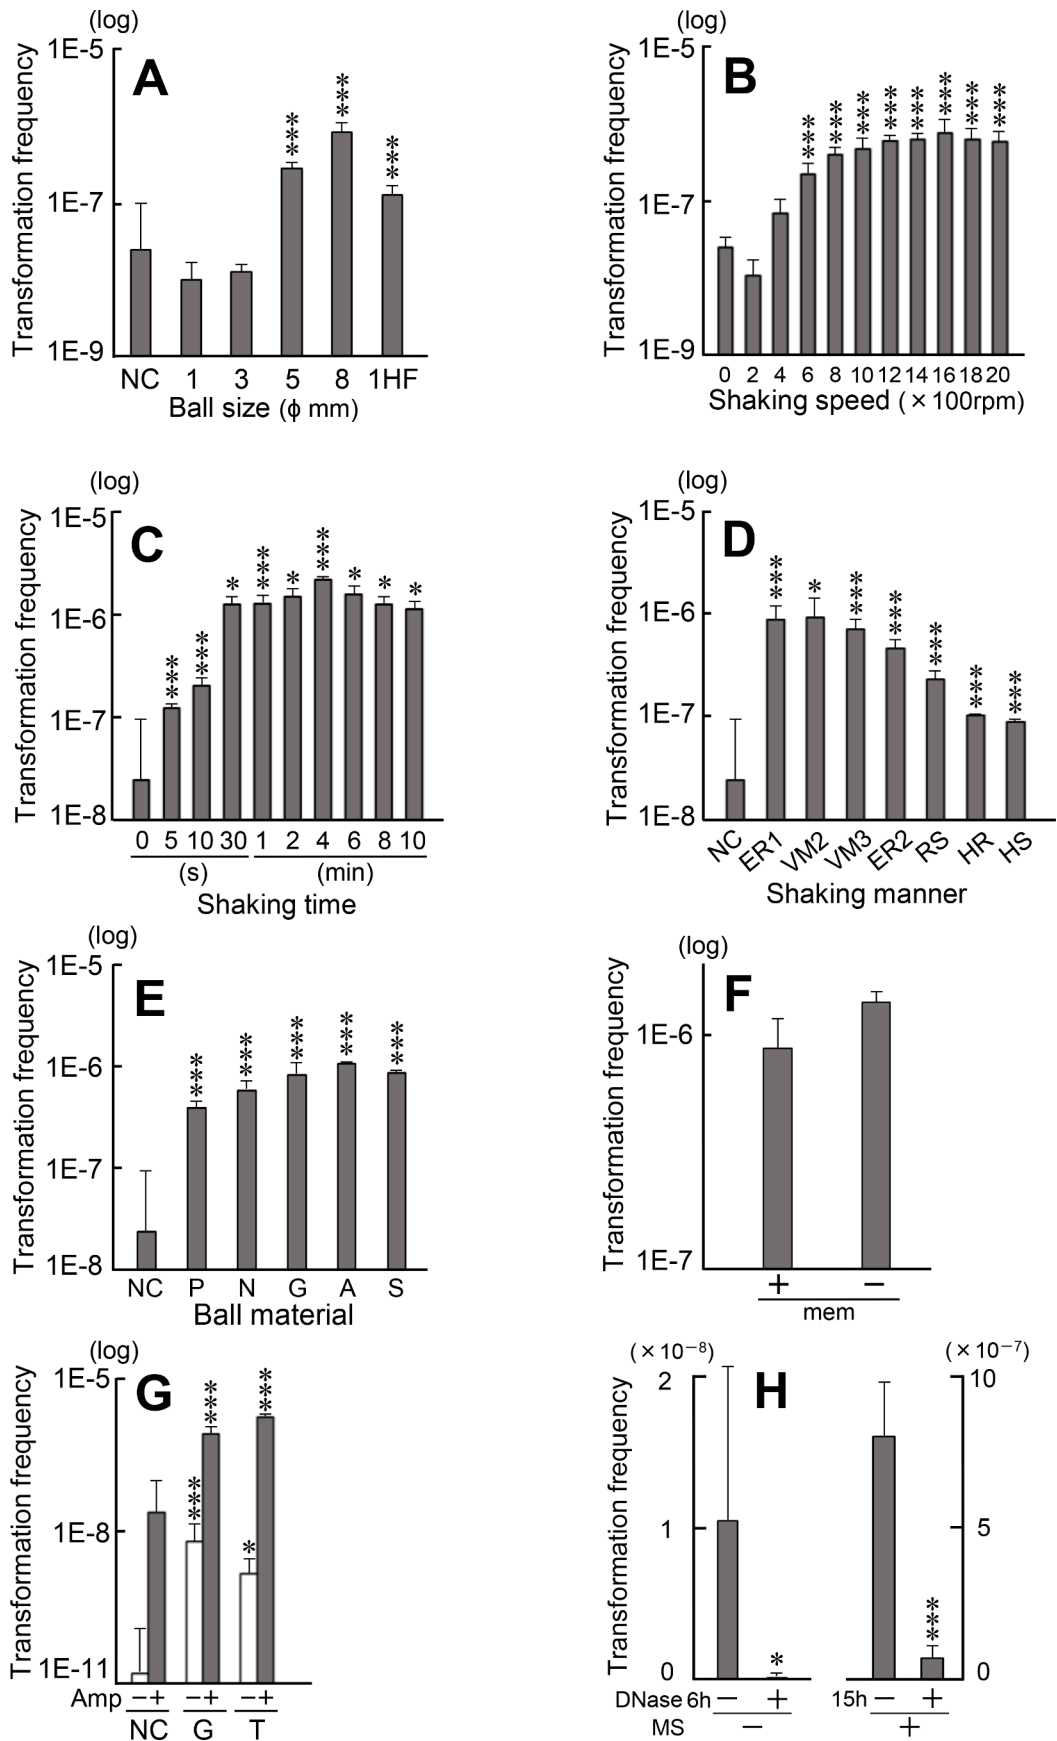 (log)
1E-5
1E-7
1E-9
Transformation frequency
A
***
***
***
NC 1 3 5 8 1HF
Ball size (ϕ mm)
(log)
1E-5
1E-7
1E-9
Transformation frequency
B
***
***
***
***
***
***
***
***
0 2 4 6 8 10 12 14 16 18 20
Shaking speed (×100rpm)
(log)
1E-5
1E-6
1E-7
1E-8
Transformation frequency
C
***
***
*
***
*
***
*
*
*
0 5 10 30 1 2 4 6 8 10
(s) (min)
Shaking time
(log)
1E-5
1E-6
1E-7
1E-8
Transformation frequency
D
***
*
***
***
***
***
***
NC ER1 VM2 VM3 ER2 RS HR HS
Shaking manner
(log)
1E-5
1E-6
1E-7
1E-8
Transformation frequency
E
***
***
***
***
***
NC P N G A S
Ball material
(log)
1E-6
1E-7
Transformation frequency
F
+ −
mem
(log)
1E-5
1E-8
1E-11
Transformation frequency
G
***
***
*
***
Amp −+ −+ −+
NC G T
(×10⁻⁸)
2
1
0
Transformation frequency
H
(×10⁻⁷)
10
5
0
*
***
DNase 6h − + 15h − +
MS − +